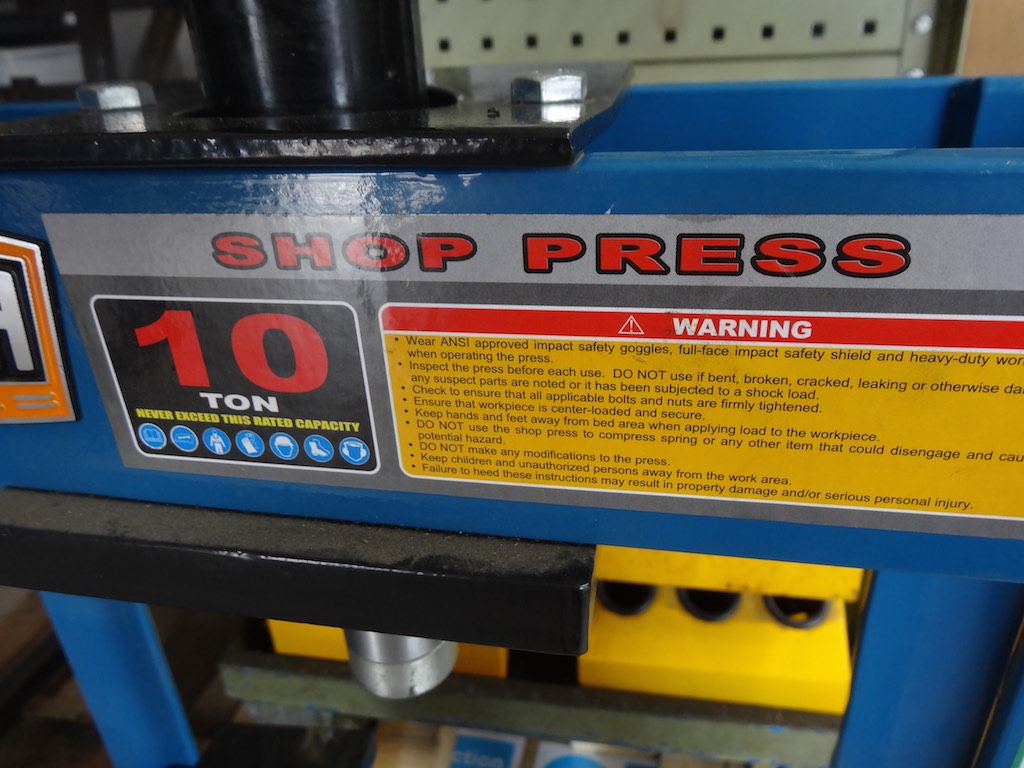 SHOP PRESS
10
TON
NEVER EXCEED THIS RATED CAPACITY
A
WARNING
• Wear ANSI approved impact safety goggles, full-face impact safety shield and heavy-duty
when operating the press.
• Inspect the press before each use. DO NOT use if bent, broken, cracked, leaking or otherwise
any suspect parts are noted or it has been subjected to a shock load.
• Check to ensure that all applicable bolts and nuts are firmly tightened.
• Ensure that workpiece is center-loaded and secure.
• Keep hands and feet away from bed area when applying load to the workpiece.
• DO NOT use the shop press to compress spring or any other item that could disengage and
potential hazard.
• DO NOT make any modifications to the press.
• Keep children and unauthorized persons away from the work area.
• Failure to heed these instructions may result in property damage and/or serious personal injury.
ction